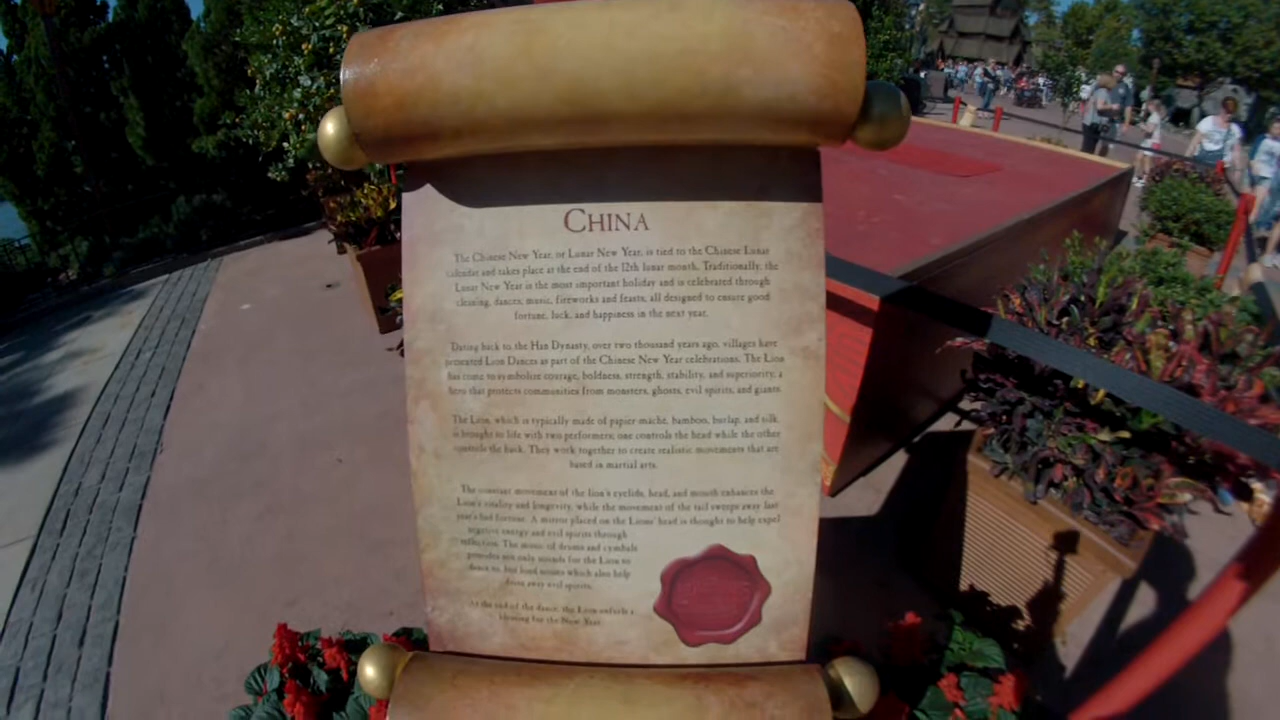 CHINA
The Chinese New Year, or Lunar New Year, is tied to the Chinese Lunar
calendar and takes place at the end of the 12th lunar month. Traditionally, the
Lunar New Year is the most important holiday and is celebrated through
cleaning, dances, music, fireworks and feasts, all designed to ensure good
fortune, luck, and happiness in the next year.
Dating back to the Han Dynasty, over two thousand years ago, villages have
presented Lion Dances as part of the Chinese New Year celebrations. The Lion
has come to symbolize courage, boldness, strength, stability, and superiority, a
hero that protects communities from monsters, ghosts, evil spirits, and giants.
The Lion, which is typically made of papier-mâché, bamboo, burlap, and silk,
is brought to life with two performers; one controls the head while the other
controls the back. They work together to create realistic movements that are
based in martial arts.
The constant movement of the lion's eyelids, head, and mouth enhances the
Lion's vitality and longevity, while the movement of the tail sweeps away last
year's bad fortune. A mirror placed on the Lions' head is thought to help expel
negative energy and evil spirits through
reflection. The music of drums and cymbals
provides not only sounds for the Lion to
dance to, but loud noises which also help
drive away evil spirits.
At the end of the dance, the Lion unfurls a
blessing for the New Year.